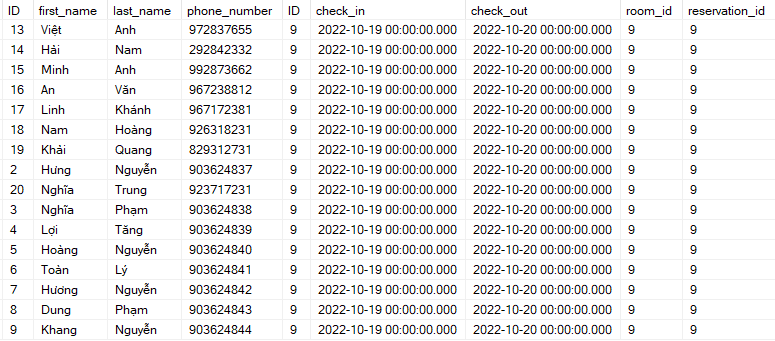 ID first_name last_name phone_number ID check_in check_out room_id reservation_id
13 Việt Anh 972837655 9 2022-10-19 00:00:00.000 2022-10-20 00:00:00.000 9 9
14 Hải Nam 292842332 9 2022-10-19 00:00:00.000 2022-10-20 00:00:00.000 9 9
15 Minh Anh 992873662 9 2022-10-19 00:00:00.000 2022-10-20 00:00:00.000 9 9
16 An Văn 967238812 9 2022-10-19 00:00:00.000 2022-10-20 00:00:00.000 9 9
17 Linh Khánh 967172381 9 2022-10-19 00:00:00.000 2022-10-20 00:00:00.000 9 9
18 Nam Hoàng 926318231 9 2022-10-19 00:00:00.000 2022-10-20 00:00:00.000 9 9
19 Khải Quang 829312731 9 2022-10-19 00:00:00.000 2022-10-20 00:00:00.000 9 9
2 Hưng Nguyễn 903624837 9 2022-10-19 00:00:00.000 2022-10-20 00:00:00.000 9 9
20 Nghĩa Trung 923717231 9 2022-10-19 00:00:00.000 2022-10-20 00:00:00.000 9 9
3 Nghĩa Phạm 903624838 9 2022-10-19 00:00:00.000 2022-10-20 00:00:00.000 9 9
4 Lợi Tăng 903624839 9 2022-10-19 00:00:00.000 2022-10-20 00:00:00.000 9 9
5 Hoàng Nguyễn 903624840 9 2022-10-19 00:00:00.000 2022-10-20 00:00:00.000 9 9
6 Toàn Lý 903624841 9 2022-10-19 00:00:00.000 2022-10-20 00:00:00.000 9 9
7 Hương Nguyễn 903624842 9 2022-10-19 00:00:00.000 2022-10-20 00:00:00.000 9 9
8 Dung Phạm 903624843 9 2022-10-19 00:00:00.000 2022-10-20 00:00:00.000 9 9
9 Khang Nguyễn 903624844 9 2022-10-19 00:00:00.000 2022-10-20 00:00:00.000 9 9